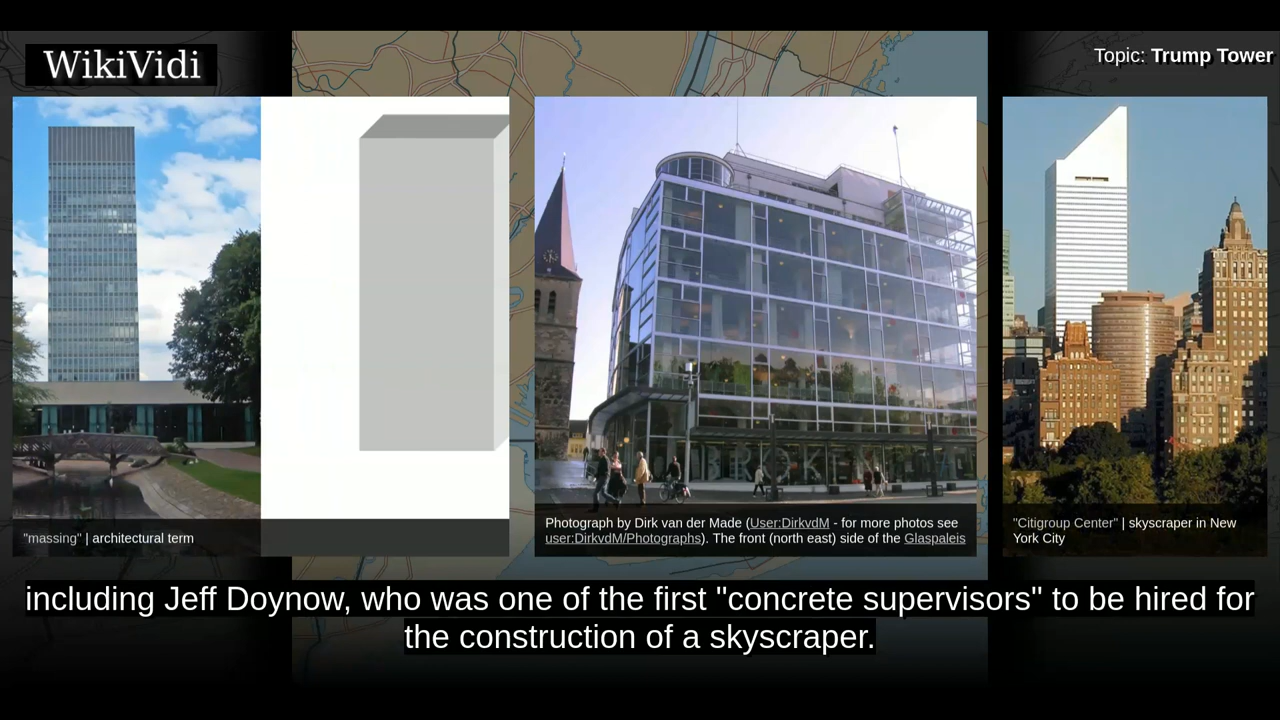 WikiVidi
Topic: Trump Tower
"massing" | architectural term
Photograph by Dirk van der Made (User:DirkvdM - for more photos see
user:DirkvdM/Photographs). The front (north east) side of the Glaspaleis
"Citigroup Center" | skyscraper in New
York City
including Jeff Doynow, who was one of the first "concrete supervisors" to be hired for
the construction of a skyscraper.